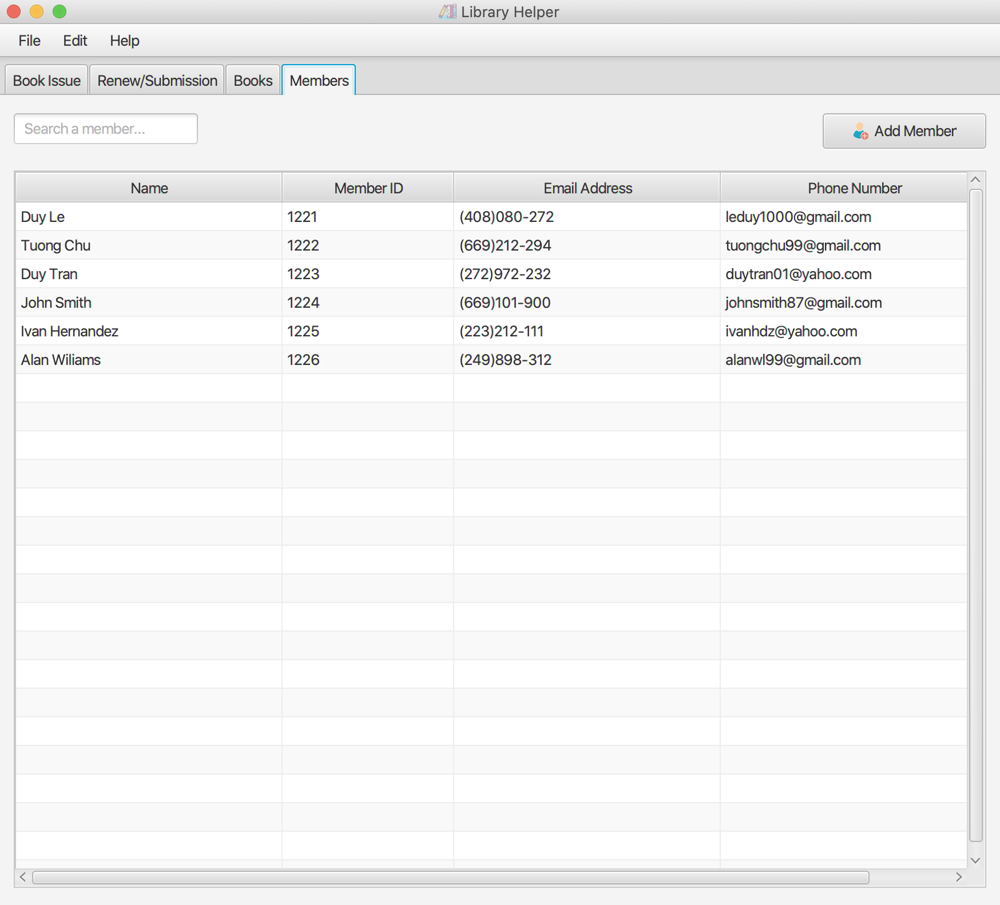 Library Helper
File Edit Help
Book Issue Renew/Submission Books Members
Search a member...
Add Member
Name Member ID Email Address Phone Number
Duy Le 1221 (408)080-272 leduy1000@gmail.com
Tuong Chu 1222 (669)212-294 tuongchu99@gmail.com
Duy Tran 1223 (272)972-232 duytran01@yahoo.com
John Smith 1224 (669)101-900 johnsmith87@gmail.com
Ivan Hernandez 1225 (223)212-111 ivanhdz@yahoo.com
Alan Wiliams 1226 (249)898-312 alanwl99@gmail.com